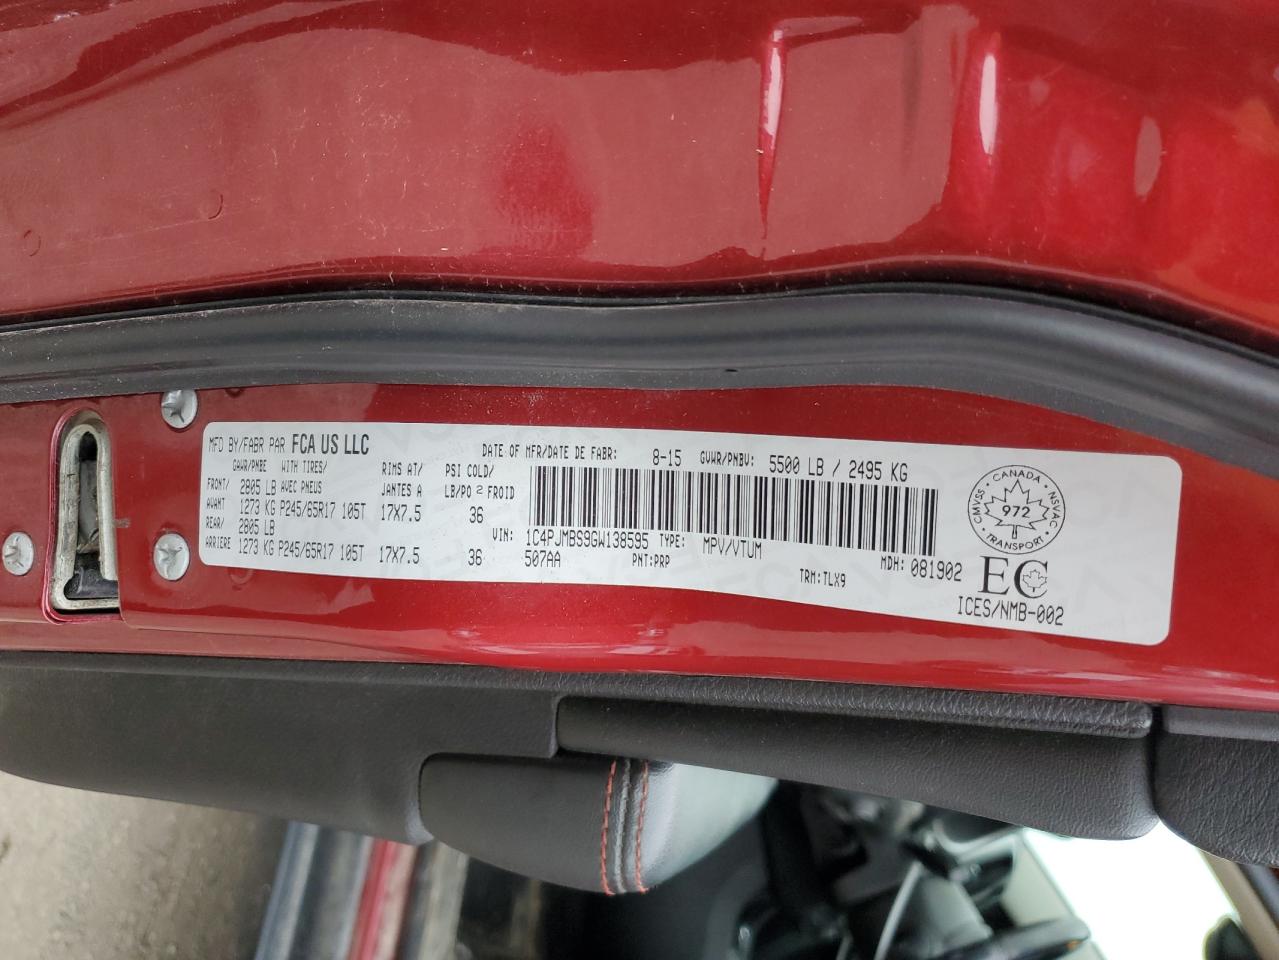 MFD BY/FABR PAR FCA US LLC
DATE OF MFR/DATE DE FABR: 8-15 GVWR/PNBV: 5500 LB / 2495 KG
GAWR/PNBE WITH TIRES/ RIMS AT/ PSI COLD/
FRONT/ 2805 LB AVEC PNEUS JANTES A LB/PO 2 FROID
AVANT 1273 KG P245/65R17 105T 17X7.5 36
REAR/ 2805 LB
ARRIERE 1273 KG P245/65R17 105T 17X7.5 36
VIN: 1C4PJMBS9GW138595 TYPE: MPV/VTUM MDH: 081902
507AA PNT:PRP TRM:TLX9
CANADA
CMVSS 972 NSVAC
TRANSPORT
EC
ICES/NMB-002